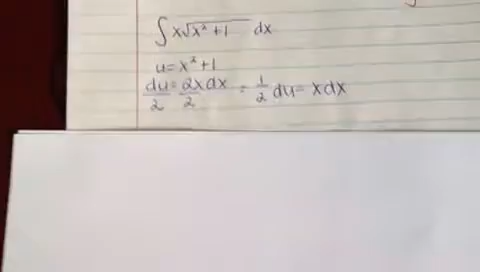 ∫ x√(x² + 1) dx
u = x² + 1
du/2 = 2x dx/2 = 1/2 du = x dx